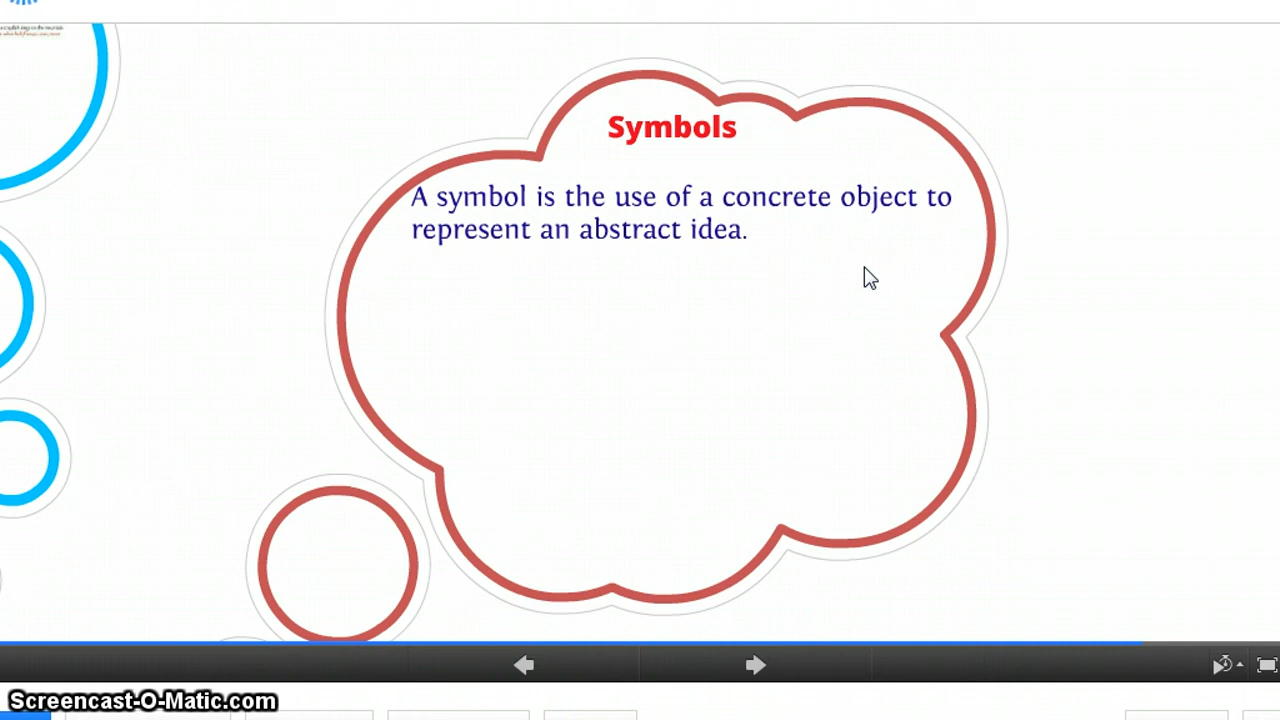 Symbols
A symbol is the use of a concrete object to
represent an abstract idea.
Screencast-O-Matic.com